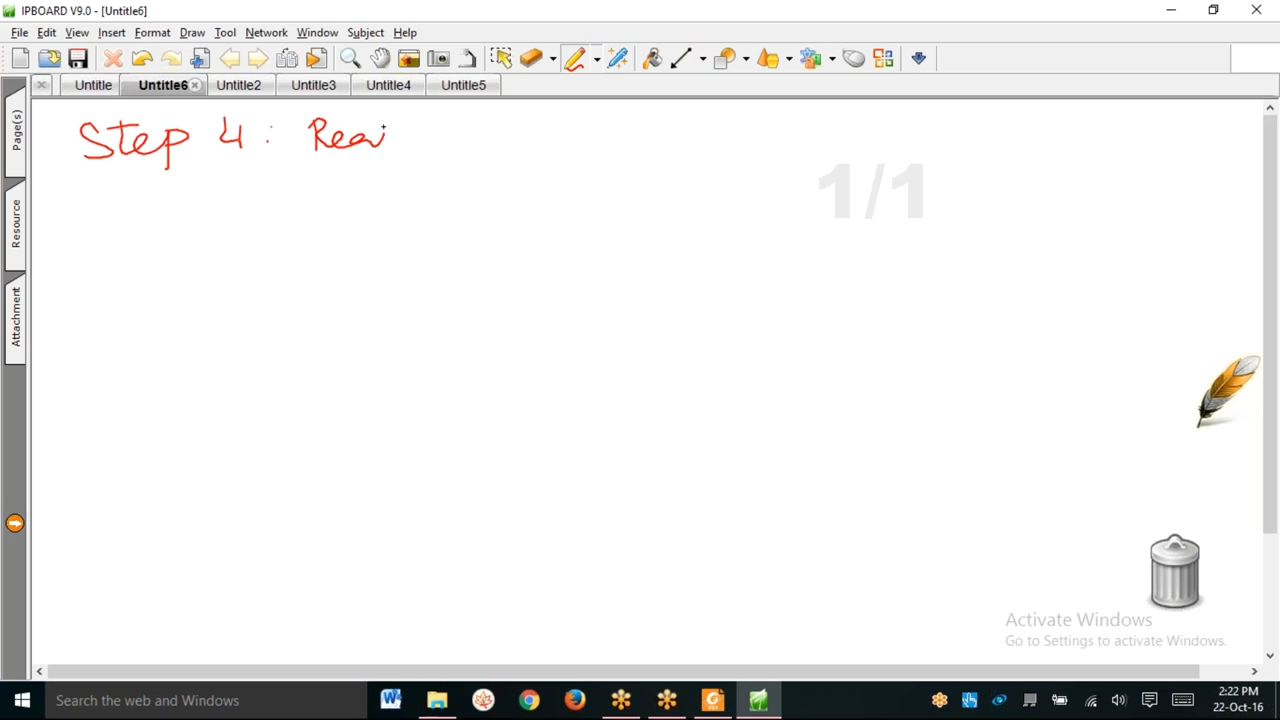 IPBOARD V9.0 - [Untitle6]
File Edit View Insert Format Draw Tool Network Window Subject Help
Untitle Untitle6 Untitle2 Untitle3 Untitle4 Untitle5
Page(s)
Resource
Attachment
Step 4 : Rea
1/1
Activate Windows
Go to Settings to activate Windows.
Search the web and Windows
2:22 PM
22-Oct-16